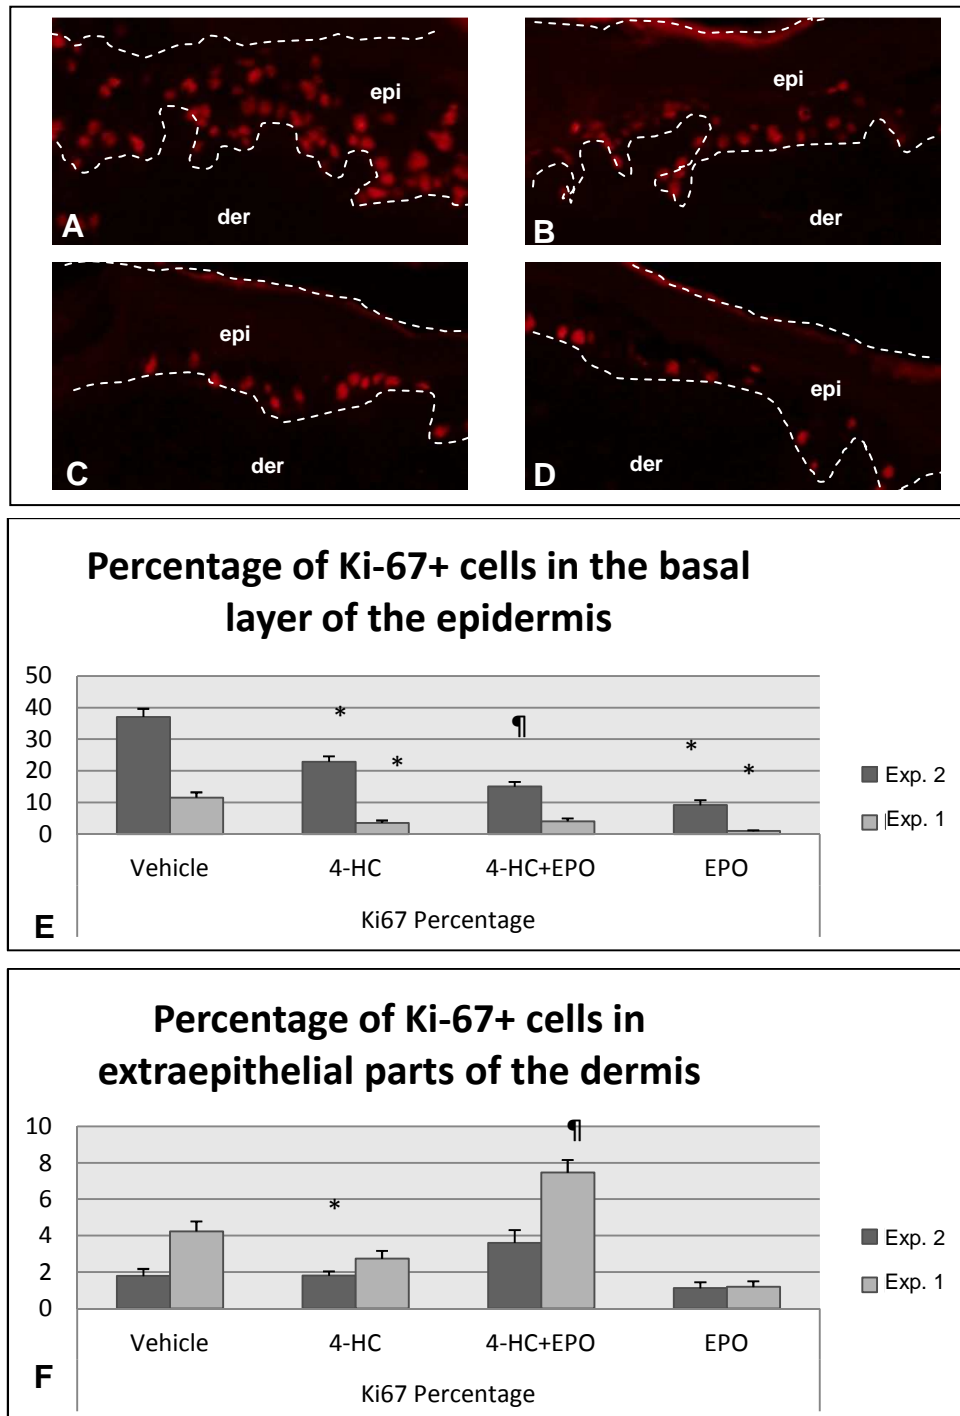 epi
epi
A
der
B
der
epi
epi
C
der
D
der
Percentage of Ki-67+ cells in the basal
layer of the epidermis
50
40
30
20
10
0
*
*
¶
*
*
Exp. 2
Exp. 1
Vehicle 4-HC 4-HC+EPO EPO
Ki67 Percentage
E
Percentage of Ki-67+ cells in
extraepithelial parts of the dermis
10
8
6
4
2
0
*
¶
Exp. 2
Exp. 1
Vehicle 4-HC 4-HC+EPO EPO
Ki67 Percentage
F